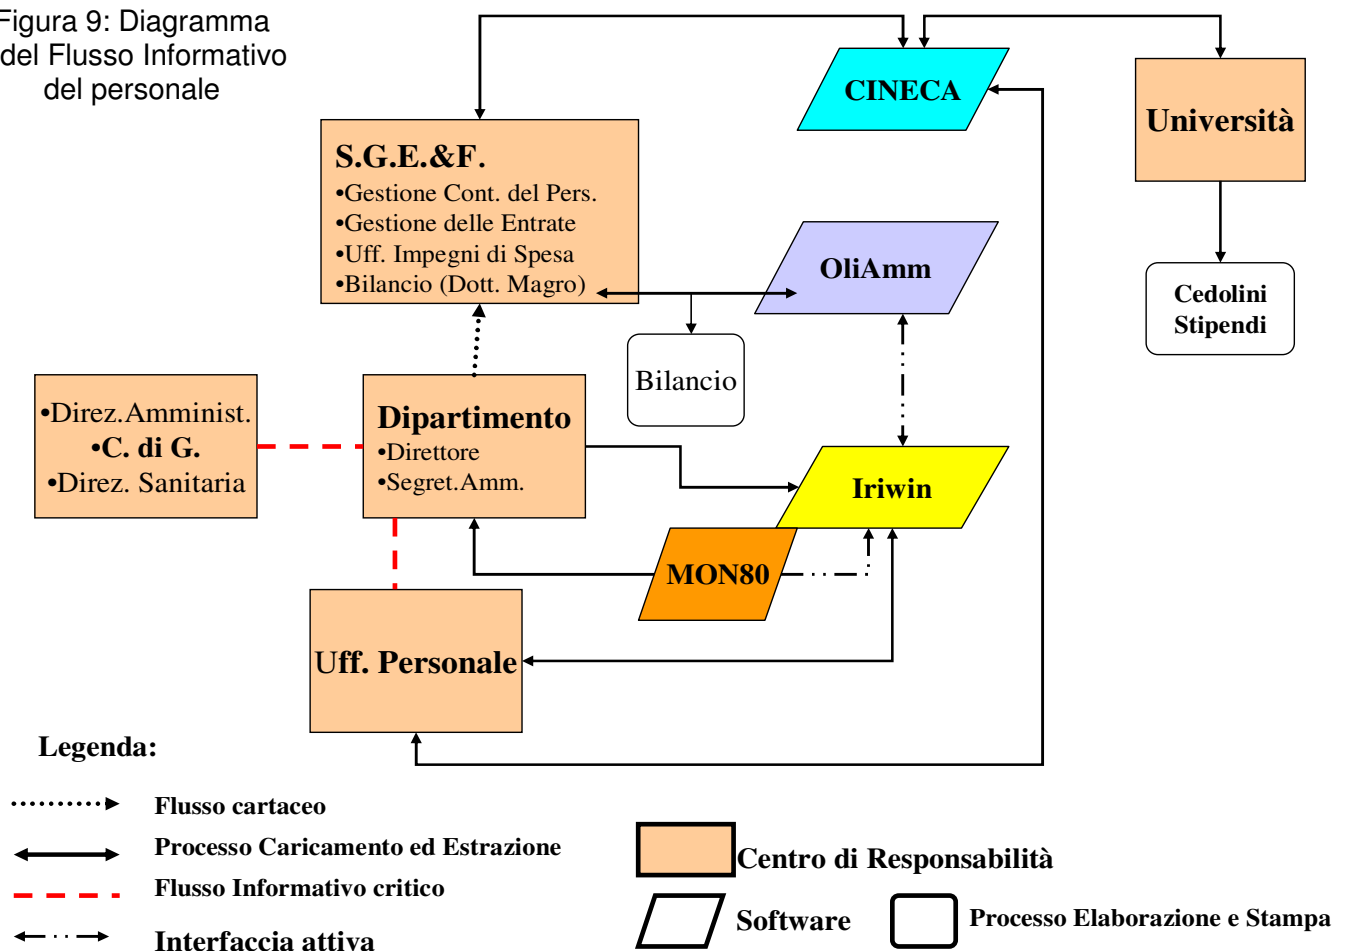 Figura 9: Diagramma
del Flusso Informativo
del personale
CINECA
Università
S.G.E.&F.
•Gestione Cont. del Pers.
•Gestione delle Entrate
•Uff. Impegni di Spesa
•Bilancio (Dott. Magro)
OliAmm
Cedolini
Stipendi
Bilancio
•Direz.Amminist.
•C. di G.
•Direz. Sanitaria
Dipartimento
•Direttore
•Segret.Amm.
Iriwin
MON80
Uff. Personale
Legenda:
Flusso cartaceo
Processo Caricamento ed Estrazione
Flusso Informativo critico
Interfaccia attiva
Centro di Responsabilità
Software
Processo Elaborazione e Stampa